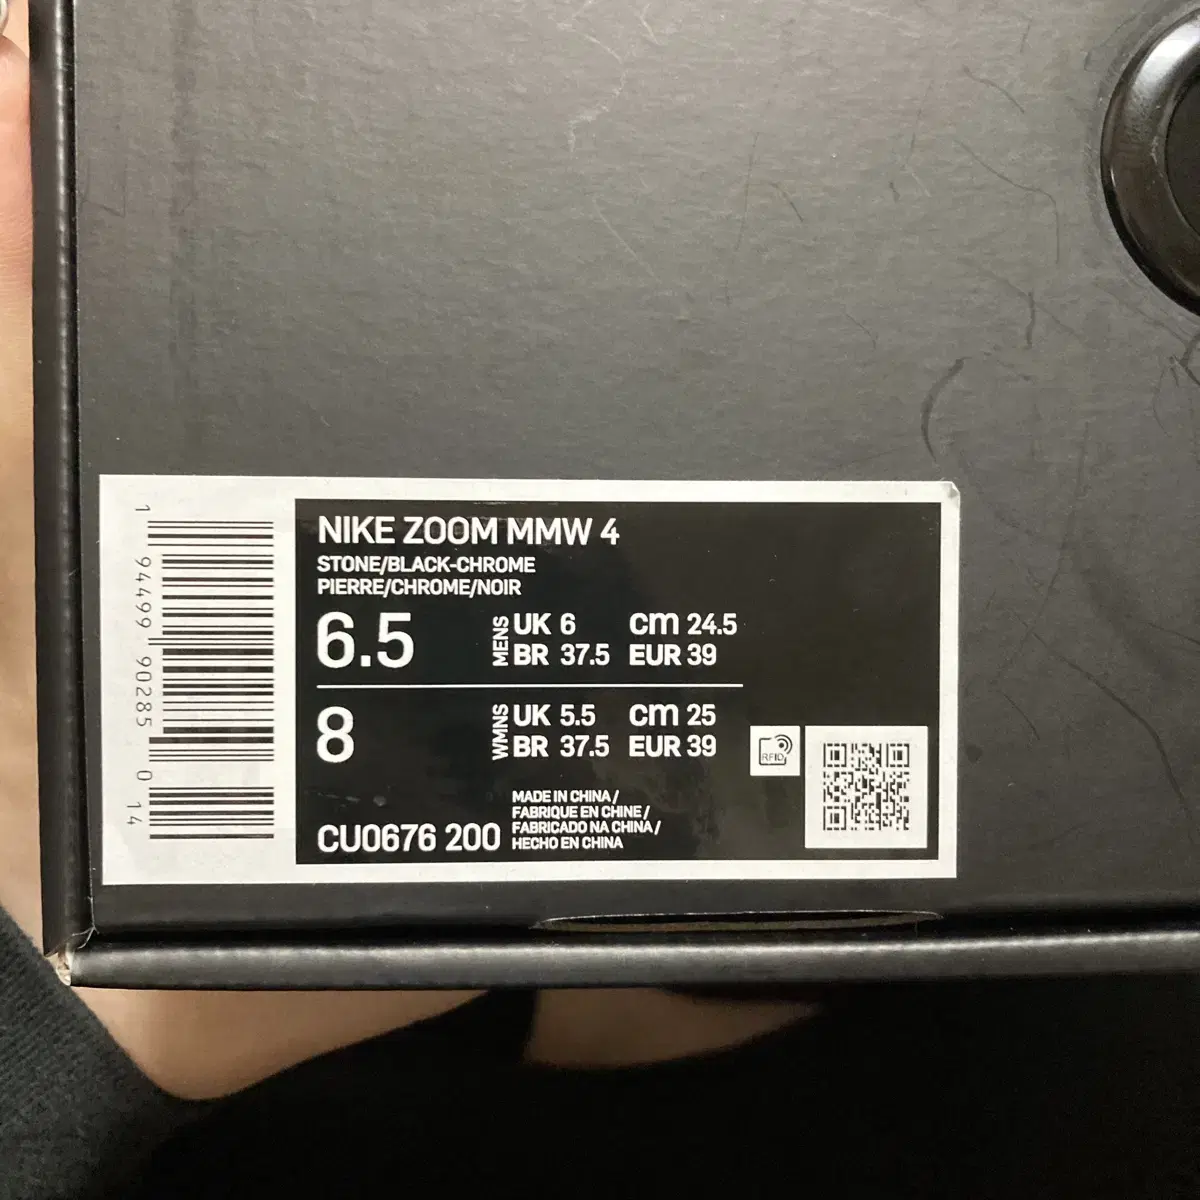 NIKE ZOOM MMW 4
STONE/BLACK-CHROME
PIERRE/CHROME/NOIR
6.5 MENS UK 6 cm 24.5
BR 37.5 EUR 39
8 WMNS UK 5.5 cm 25
BR 37.5 EUR 39
RFID
MADE IN CHINA /
FABRIQUE EN CHINE /
FABRICADO NA CHINA /
HECHO EN CHINA
CU0676 200
1 94499 90285 0 14